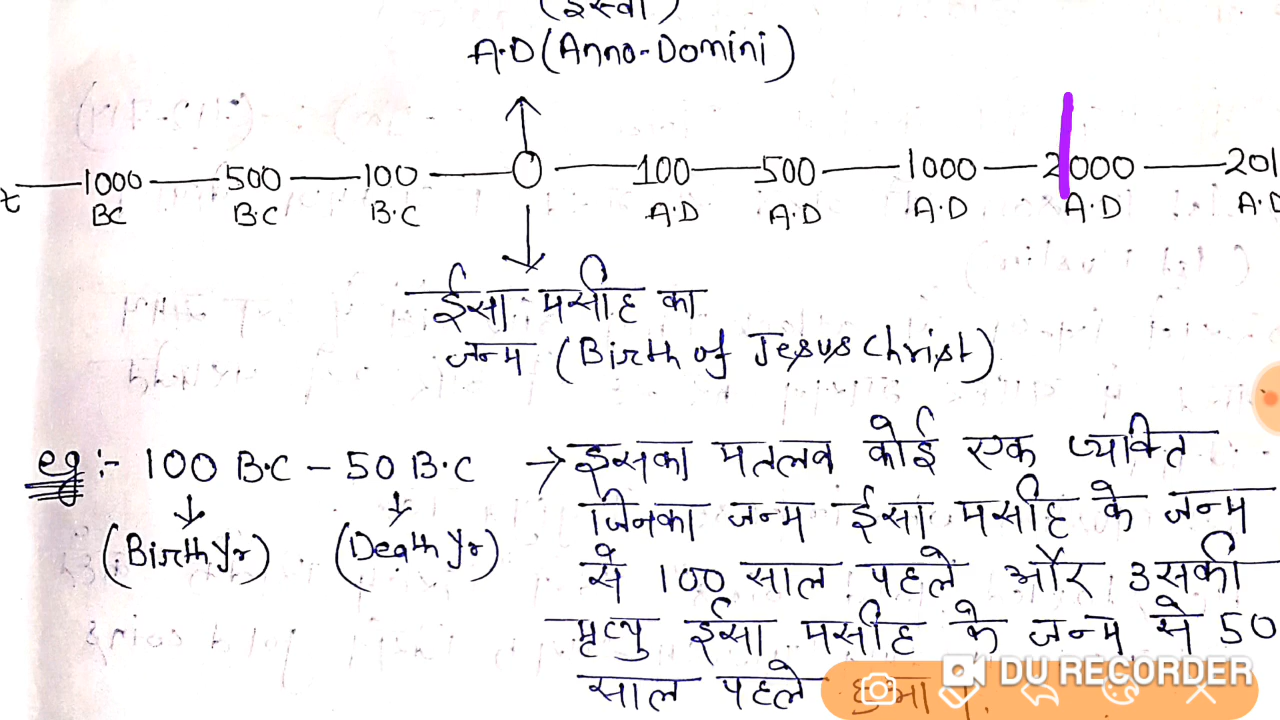 (ईस्वी)
A.D (Anno-Domini)
1000 500 100 O 100 500 1000 2000 201
BC B.C B.C A.D A.D A.D A.D A.D
ईसा मसीह का
जन्म (Birth of Jesus Christ)
eg:- 100 B.C - 50 B.C → इसका मतलब कोई एक व्यक्ति
जिनका जन्म ईसा मसीह के जन्म
(Birth Yr) (Death Yr)
से 100 साल पहले और उसकी
मृत्यु ईसा मसीह के जन्म से 50
साल पहले हुआ।
DU RECORDER